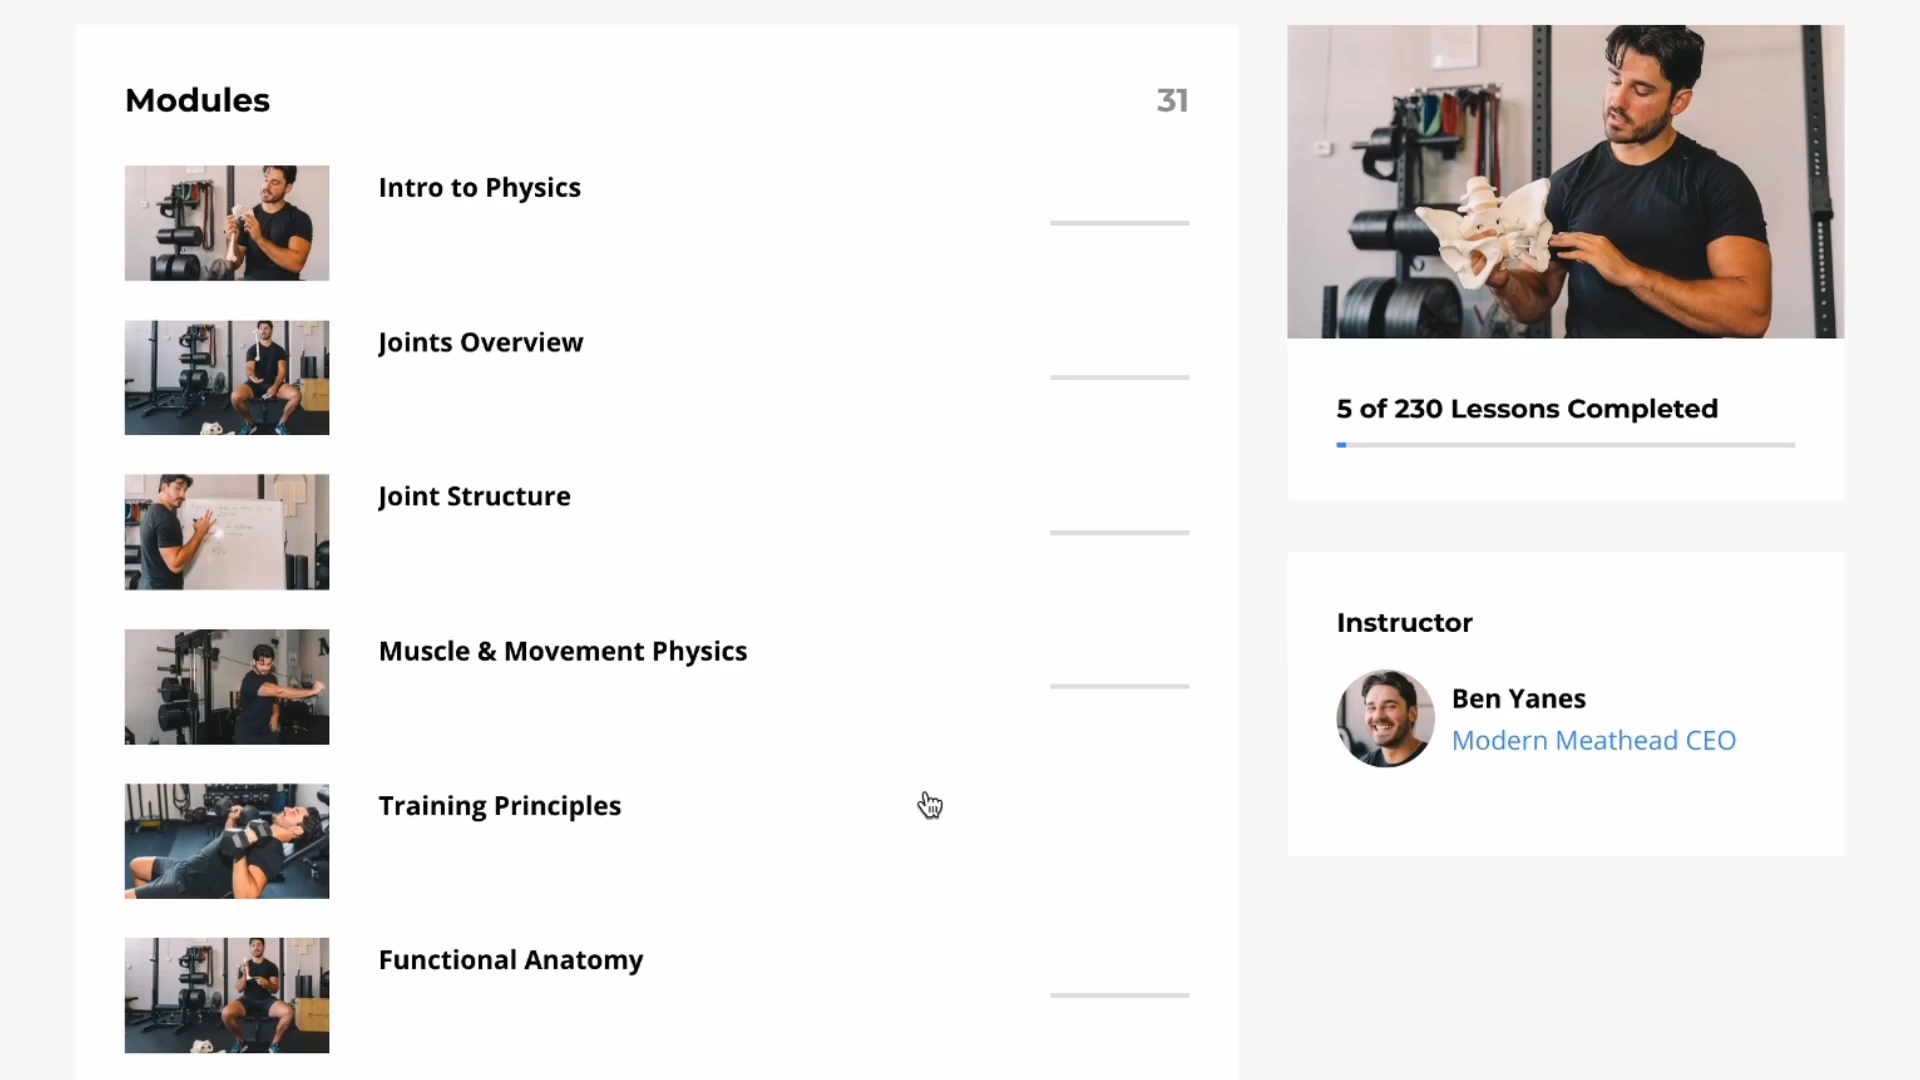 Modules
31
Intro to Physics
Joints Overview
Joint Structure
Muscle & Movement Physics
Training Principles
Functional Anatomy
5 of 230 Lessons Completed
Instructor
Ben Yanes
Modern Meathead CEO